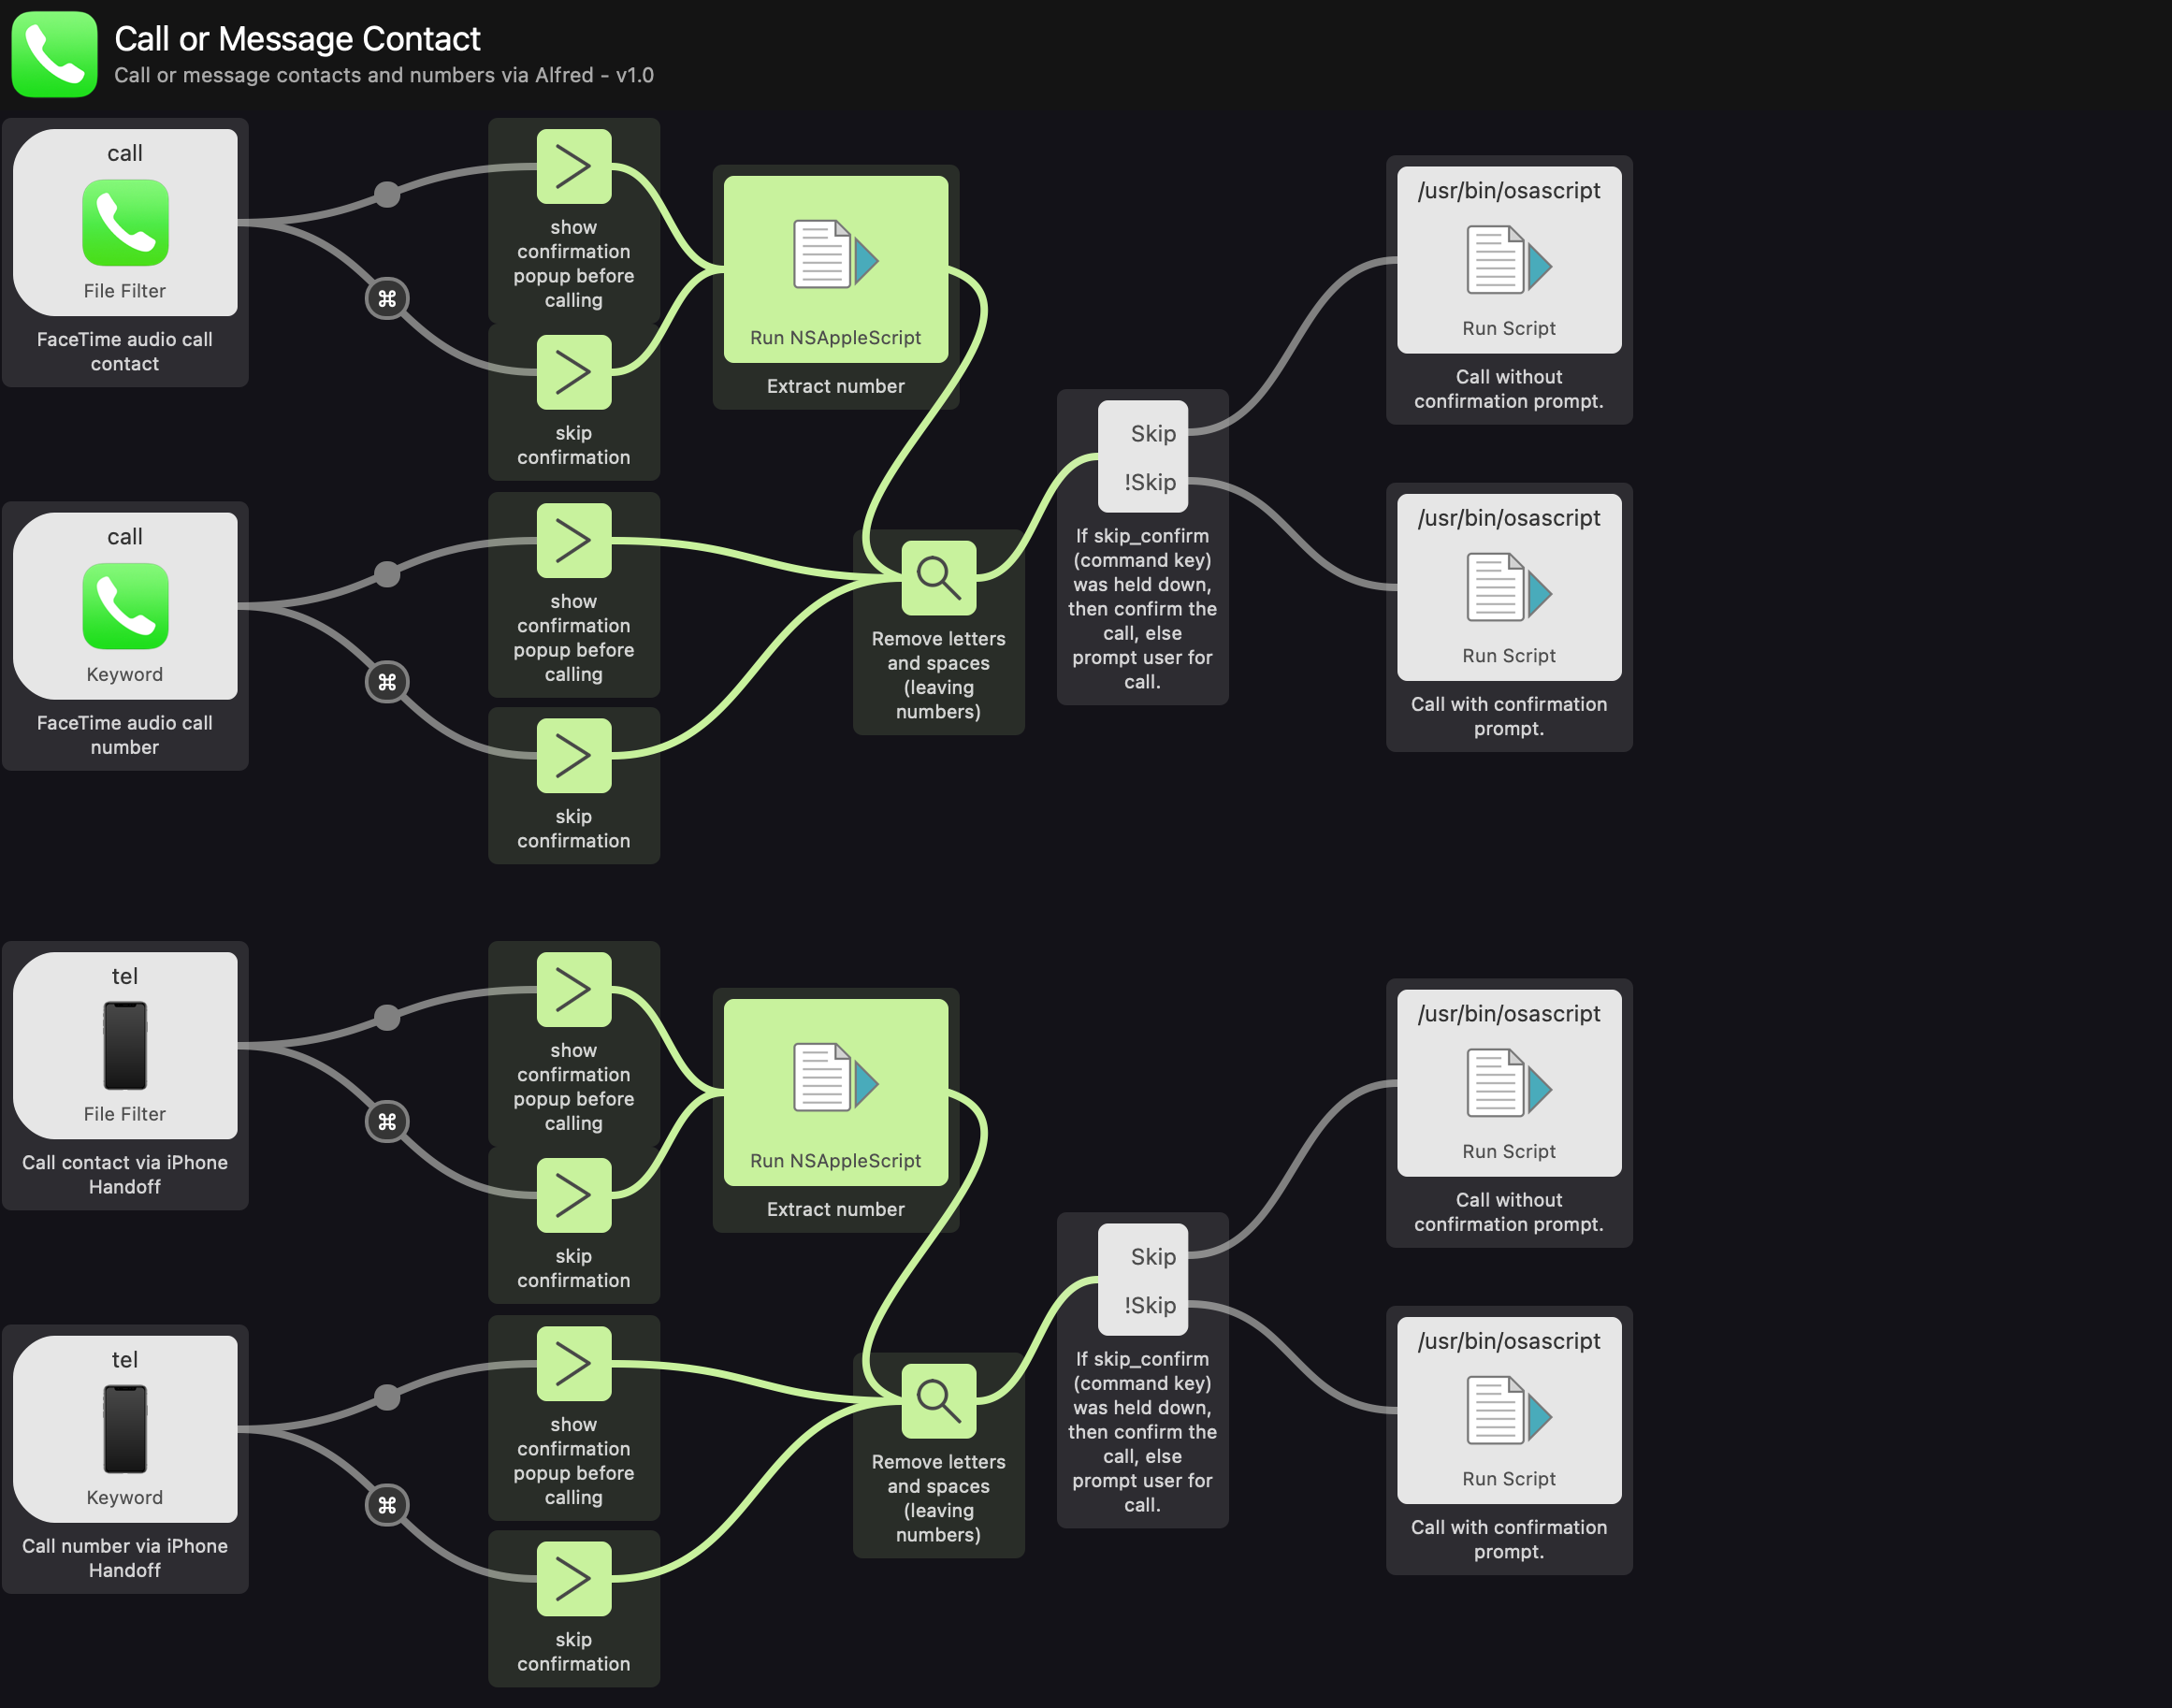 Call or Message Contact
Call or message contacts and numbers via Alfred - v1.0
call
File Filter
FaceTime audio call
contact
show
confirmation
popup before
calling
skip
confirmation
Run NSAppleScript
Extract number
call
Keyword
FaceTime audio call
number
show
confirmation
popup before
calling
skip
confirmation
Remove letters
and spaces
(leaving
numbers)
Skip
!Skip
If skip_confirm
(command key)
was held down,
then confirm the
call, else
prompt user for
call.
/usr/bin/osascript
Run Script
Call without
confirmation prompt.
/usr/bin/osascript
Run Script
Call with confirmation
prompt.
tel
File Filter
Call contact via iPhone
Handoff
show
confirmation
popup before
calling
skip
confirmation
Run NSAppleScript
Extract number
tel
Keyword
Call number via iPhone
Handoff
show
confirmation
popup before
calling
skip
confirmation
Remove letters
and spaces
(leaving
numbers)
Skip
!Skip
If skip_confirm
(command key)
was held down,
then confirm the
call, else
prompt user for
call.
/usr/bin/osascript
Run Script
Call without
confirmation prompt.
/usr/bin/osascript
Run Script
Call with confirmation
prompt.